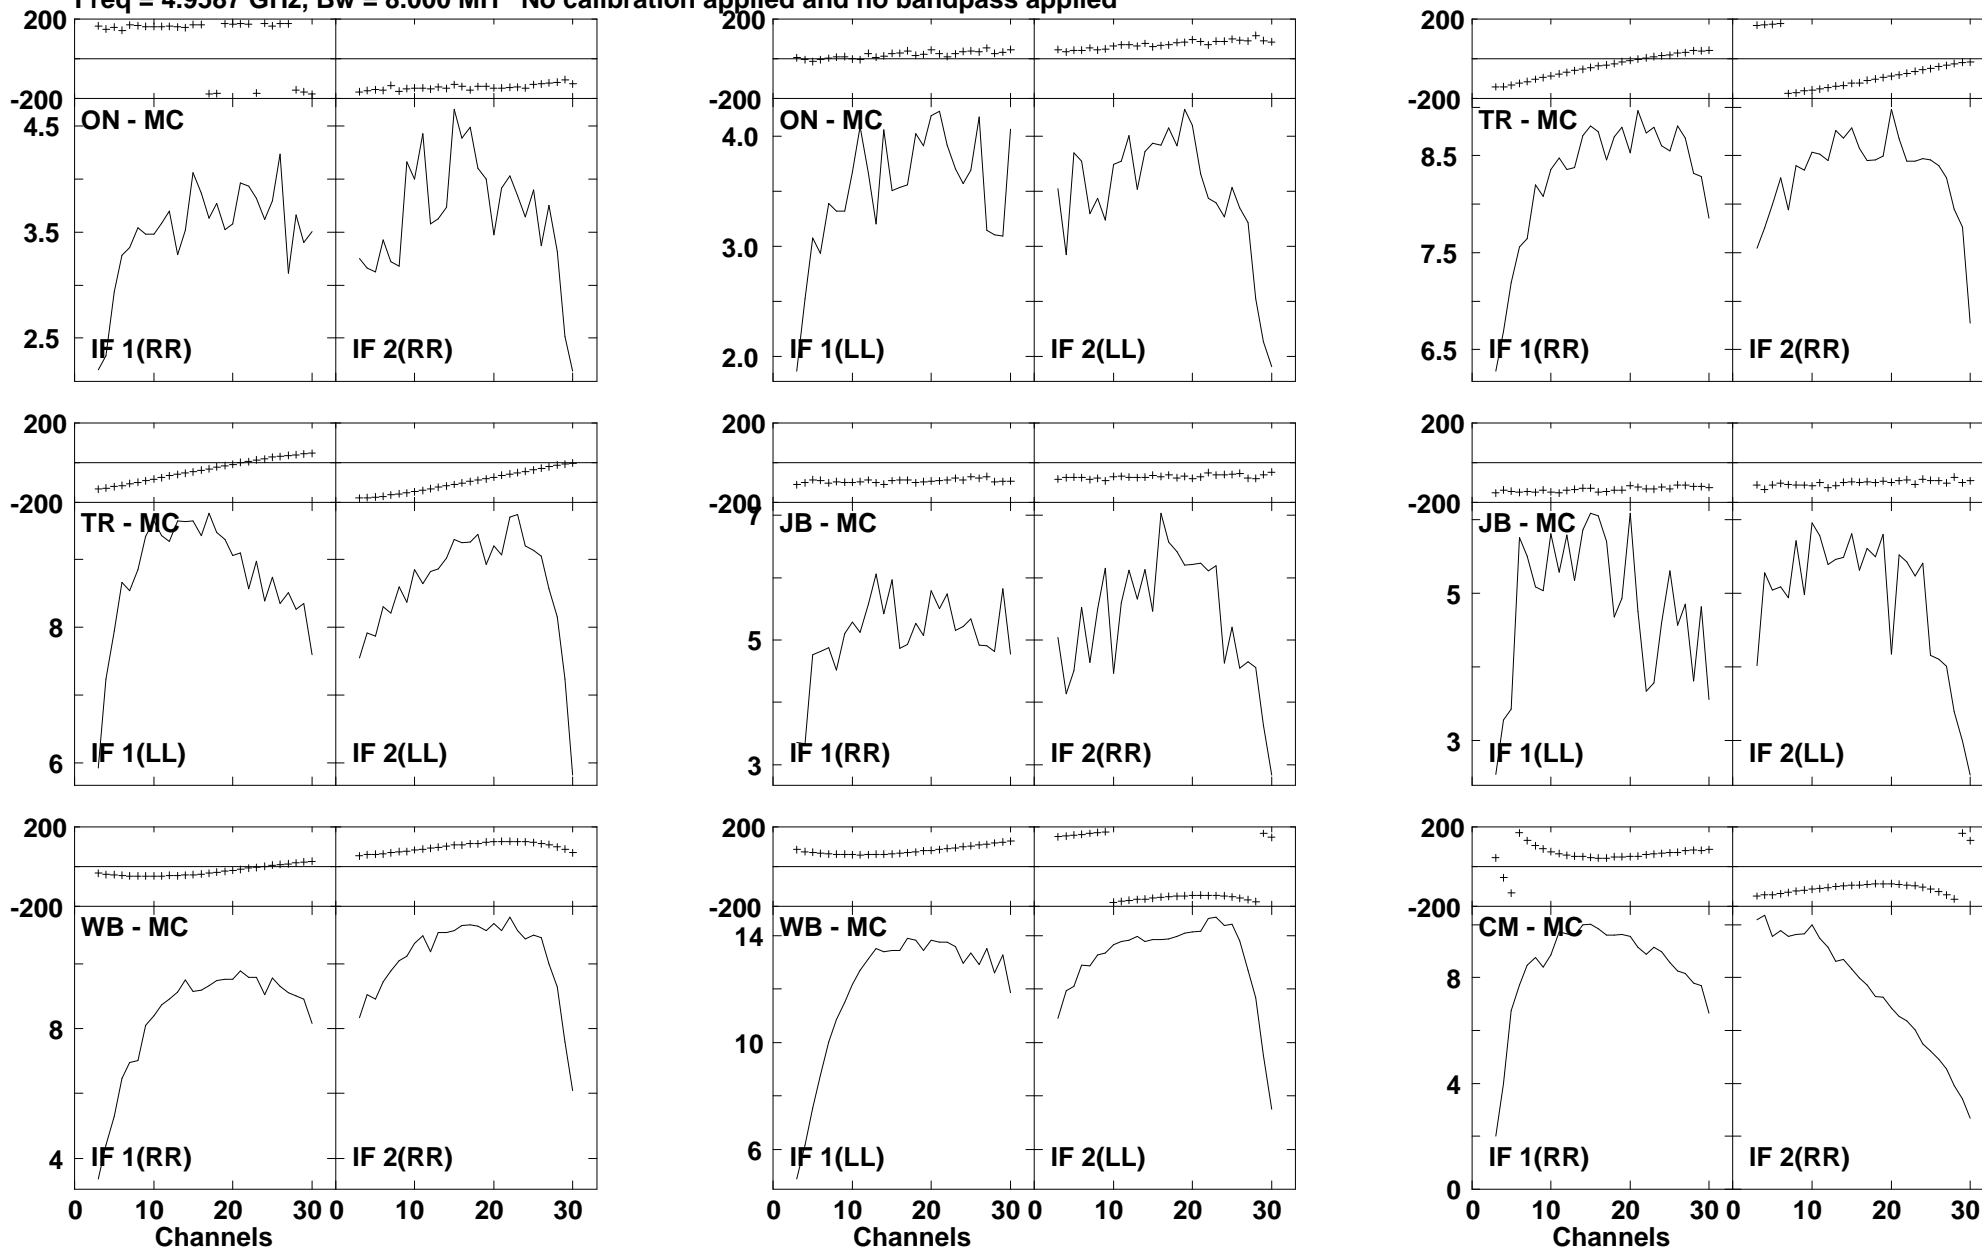 Freq = 4.9587 GHz, Bw = 8.000 MH No calibration applied and no bandpass applied
200 200 200
-200 -200 -200
ON - MC ON - MC TR - MC
4.5 4.0 8.5
3.5 3.0 7.5
2.5 2.0 6.5
IF 1(RR) IF 2(RR) IF 1(LL) IF 2(LL) IF 1(RR) IF 2(RR)
200 200 200
-200 -200 -200
7
TR - MC JB - MC JB - MC
8 5 5
6 3 3
IF 1(LL) IF 2(LL) IF 1(RR) IF 2(RR) IF 1(LL) IF 2(LL)
200 200 200
-200 -200 -200
WB - MC WB - MC CM - MC
14
8 10 8
4 6 4
IF 1(RR) IF 2(RR) IF 1(LL) IF 2(LL) IF 1(RR) IF 2(RR)
0
0 10 20 30 0 10 20 30 0 10 20 30 0 10 20 30 0 10 20 30 0 10 20 30
Channels Channels Channels